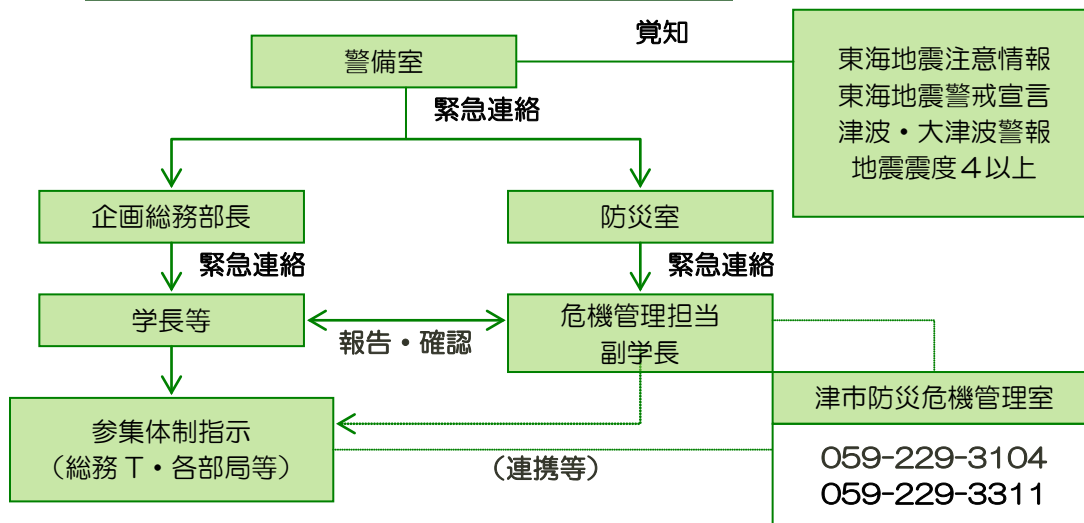 覚知
警備室
東海地震注意情報
東海地震警戒宣言
津波・大津波警報
地震震度４以上
緊急連絡
企画総務部長
防災室
緊急連絡
緊急連絡
学長等
報告・確認
危機管理担当
副学長
津市防災危機管理室
059-229-3104
059-229-3311
参集体制指示
（総務Ｔ・各部局等）
（連携等）